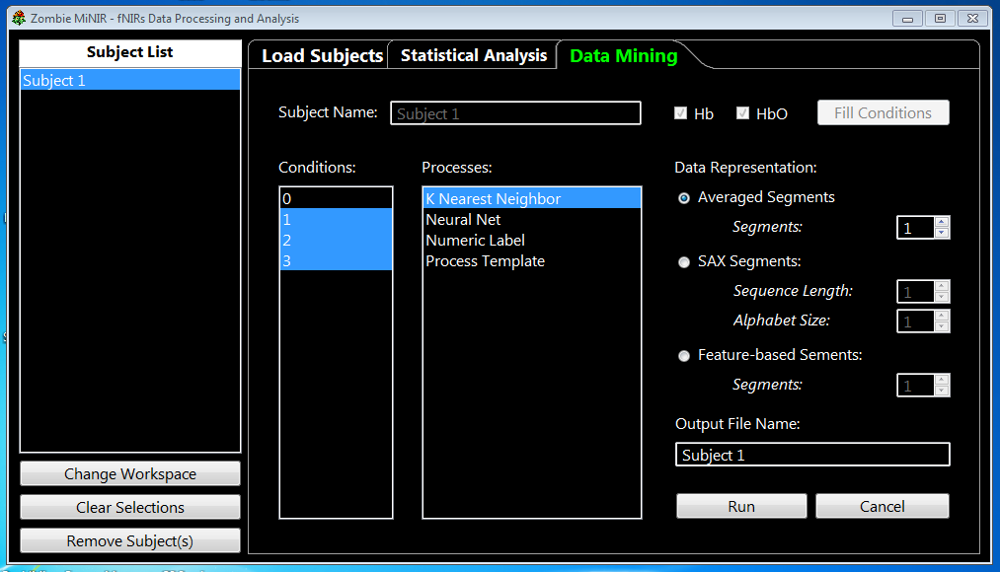 Zombie MiNIR - fNIRs Data Processing and Analysis
Subject List
Subject 1
Change Workspace
Clear Selections
Remove Subject(s)
Load Subjects
Statistical Analysis
Data Mining
Subject Name:
Subject 1
Hb
HbO
Fill Conditions
Conditions:
0
1
2
3
Processes:
K Nearest Neighbor
Neural Net
Numeric Label
Process Template
Data Representation:
Averaged Segments
Segments:
1
SAX Segments:
Sequence Length:
1
Alphabet Size:
1
Feature-based Sements:
Segments:
1
Output File Name:
Subject 1
Run
Cancel